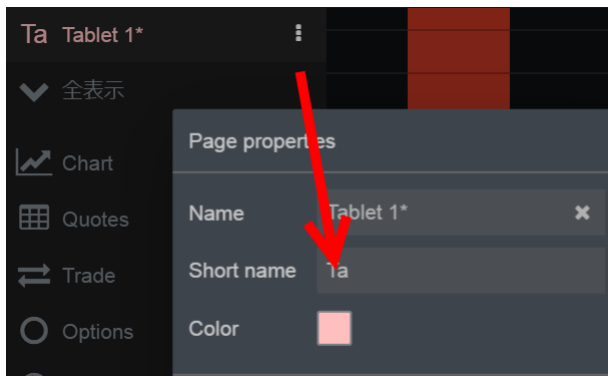 Ta Tablet 1*
全表示
Chart
Quotes
Trade
Options
Page properties
Name Tablet 1*
Short name Ta
Color